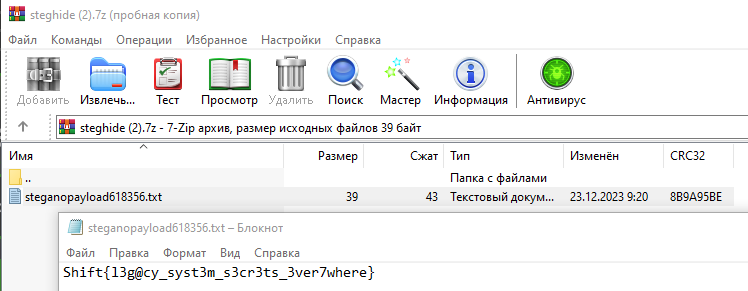 steghide (2).7z (пробная копия)
Файл Команды Операции Избранное Настройки Справка
Добавить Извлечь... Тест Просмотр Удалить Поиск Мастер Информация Антивирус
steghide (2).7z - 7-Zip архив, размер исходных файлов 39 байт
Имя Размер Сжат Тип Изменён CRC32
.. Папка с файлами
steganopayload618356.txt 39 43 Текстовый докум... 23.12.2023 9:20 8B9A95BE
steganopayload618356.txt – Блокнот
Файл Правка Формат Вид Справка
Shift{l3g@cy_syst3m_s3cr3ts_3ver7where}